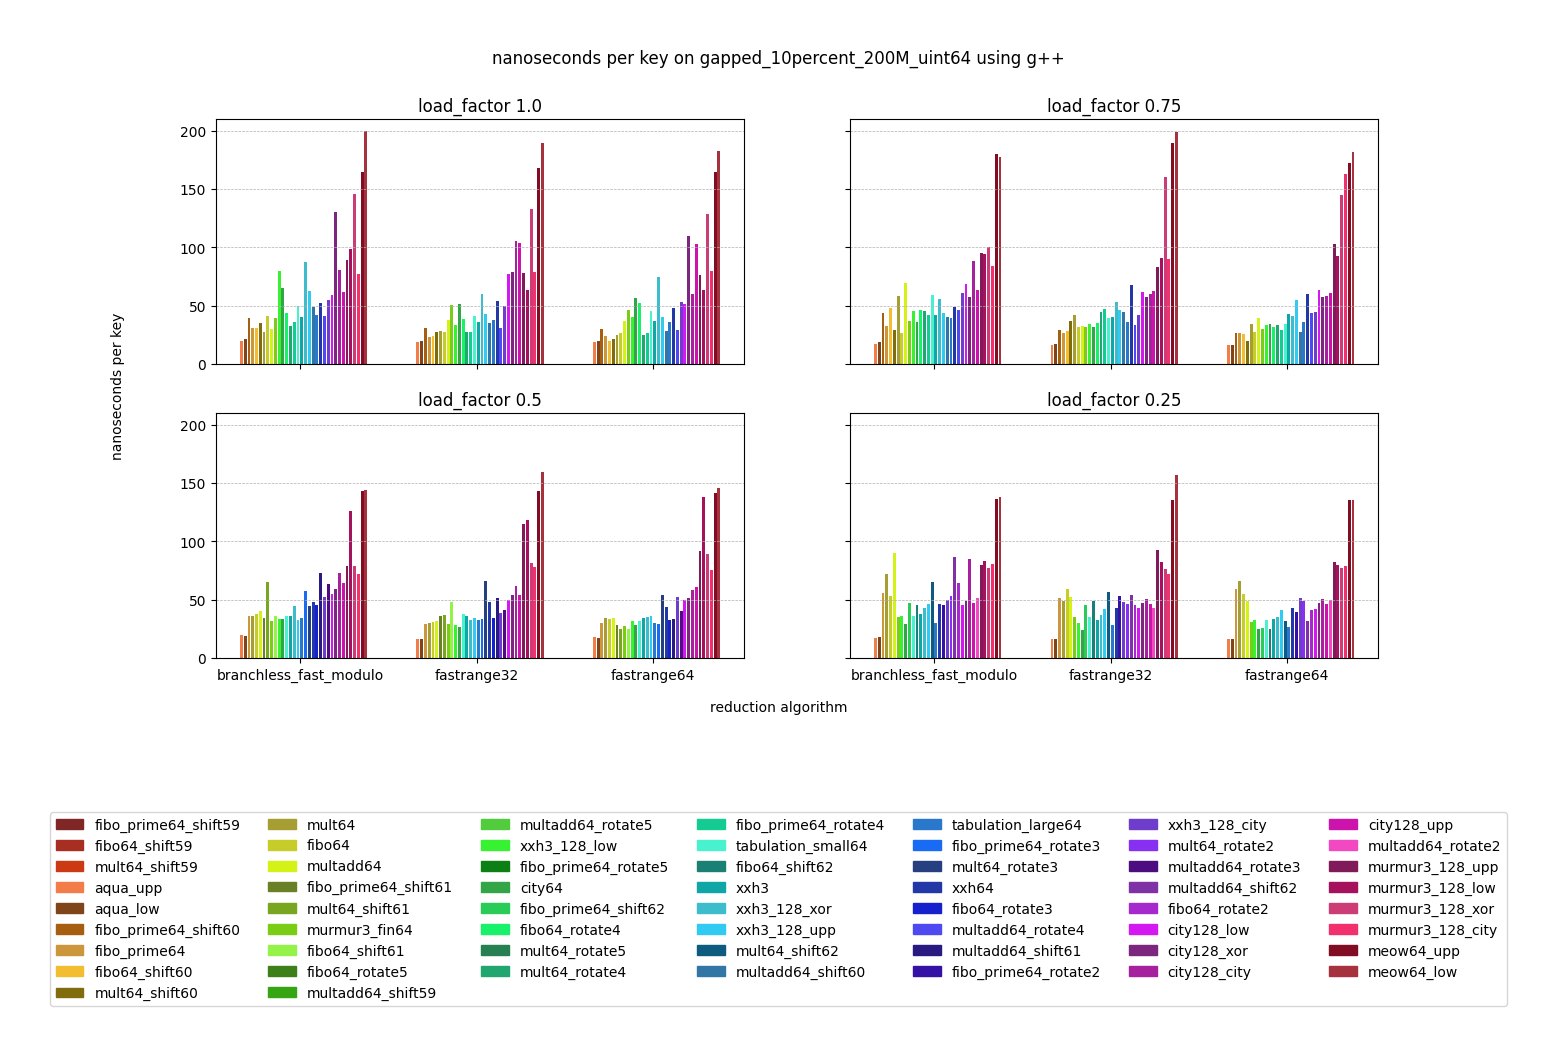 nanoseconds per key on gapped_10percent_200M_uint64 using g++
load_factor 1.0
load_factor 0.75
200
150
100
50
0
nanoseconds per key
load_factor 0.5
load_factor 0.25
200
150
100
50
0
branchless_fast_modulo
fastrange32
fastrange64
branchless_fast_modulo
fastrange32
fastrange64
reduction algorithm
fibo_prime64_shift59
fibo64_shift59
mult64_shift59
aqua_upp
aqua_low
fibo_prime64_shift60
fibo_prime64
fibo64_shift60
mult64_shift60
mult64
fibo64
multadd64
fibo_prime64_shift61
mult64_shift61
murmur3_fin64
fibo64_shift61
fibo64_rotate5
multadd64_shift59
multadd64_rotate5
xxh3_128_low
fibo_prime64_rotate5
city64
fibo_prime64_shift62
fibo64_rotate4
mult64_rotate5
mult64_rotate4
fibo_prime64_rotate4
tabulation_small64
fibo64_shift62
xxh3
xxh3_128_xor
xxh3_128_upp
mult64_shift62
multadd64_shift60
tabulation_large64
fibo_prime64_rotate3
mult64_rotate3
xxh64
fibo64_rotate3
multadd64_rotate4
multadd64_shift61
fibo_prime64_rotate2
xxh3_128_city
mult64_rotate2
multadd64_rotate3
multadd64_shift62
fibo64_rotate2
city128_low
city128_xor
city128_city
city128_upp
multadd64_rotate2
murmur3_128_upp
murmur3_128_low
murmur3_128_xor
murmur3_128_city
meow64_upp
meow64_low